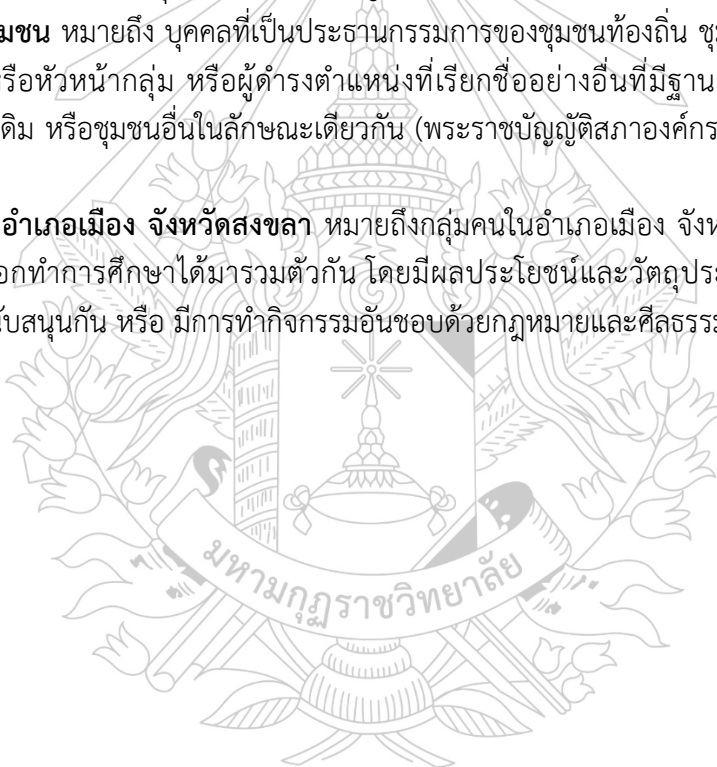 มชน หมายถึง บุคคลที่เป็นประธานกรรมการของชุมชนท้องถิ่น
รือหัวหน้ากลุ่ม หรือผู้ดำรงตำแหน่งที่เรียกชื่ออย่างอื่นที่มีฐาน
ดิม หรือชุมชนอื่นในลักษณะเดียวกัน (พระราชบัญญัติสภาองค์กร
อำเภอเมือง จังหวัดสงขลา หมายถึงกลุ่มคนในอำเภอเมือง จังห
อกทำการศึกษาได้มารวมตัวกัน โดยมีผลประโยชน์และวัตถุประ
บสนุนกัน หรือ มีการทำกิจกรรมอันชอบด้วยกฎหมายและศีลธรรม
มหามกุฏราชวิทยาลัย